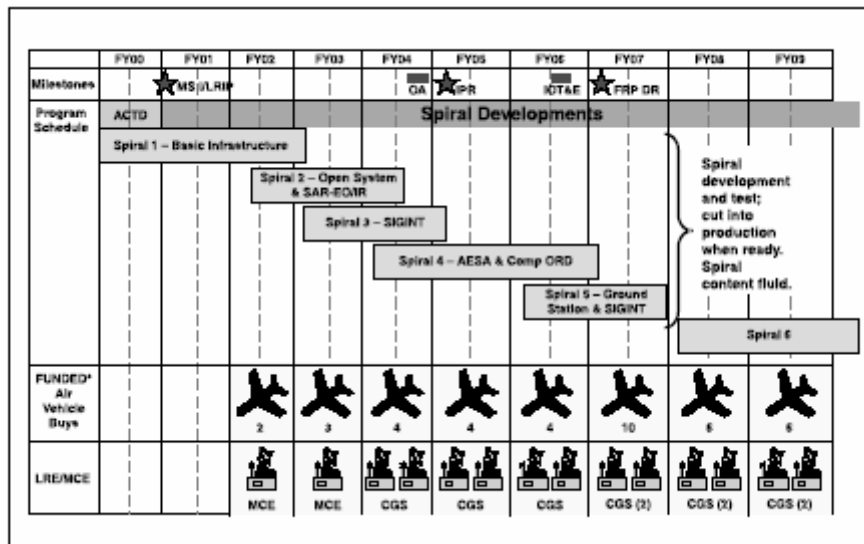 FY00 FY01 FY02 FY03 FY04 FY05 FY06 FY07 FY08 FY09
Milestones
MS II/LRIP
OA
IPR
IOT&E
FRP DR
Program
Schedule
ACTD
Spiral Developments
Spiral 1 – Basic Infrastructure
Spiral 2 – Open System
& SAR-EO/IR
Spiral 3 – SIGINT
Spiral 4 – AESA & Comp ORD
Spiral 5 – Ground
Station & SIGINT
Spiral 6
Spiral
development
and test;
cut into
production
when ready.
Spiral
content fluid.
FUNDED*
Air
Vehicle
Buys
2 3 4 4 4 10
LRE/MCE
MCE MCE CGS CGS CGS CGS (2) CGS (2) CGS (2)